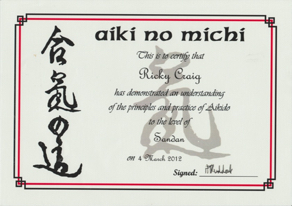 合氣の道
aiki no michi
This is to certify that
Ricky Craig
has demonstrated an understanding
of the principles and practice of Aikido
to the level of
Sandan
on 4 March 2012
Signed:
氣